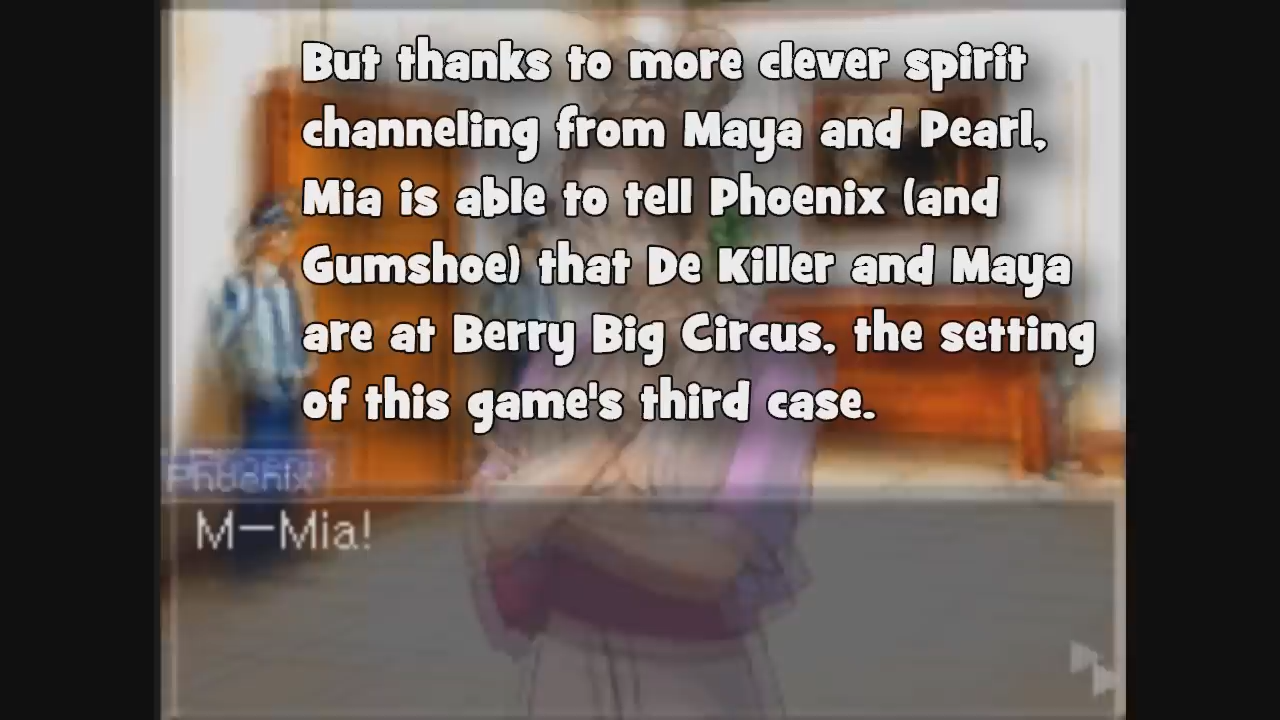 But thanks to more clever spirit
channeling from Maya and Pearl,
Mia is able to tell Phoenix (and
Gumshoe) that De Killer and Maya
are at Berry Big Circus, the setting
of this game's third case.
Phoenix
M-Mia!